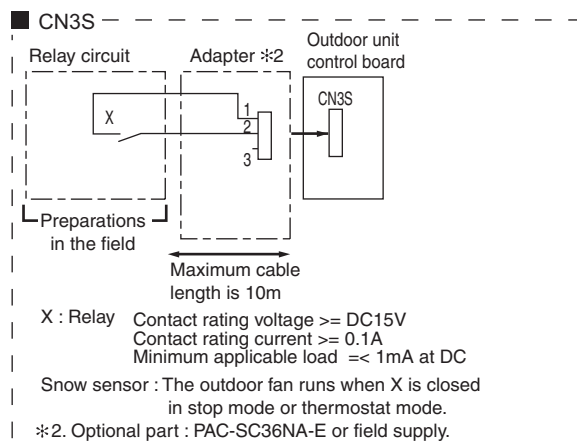 ■ CN3S
Relay circuit
Adapter ✻2
Outdoor unit
control board
X
1
2
3
CN3S
Preparations
in the field
Maximum cable
length is 10m
X : Relay
Contact rating voltage >= DC15V
Contact rating current >= 0.1A
Minimum applicable load =< 1mA at DC
Snow sensor : The outdoor fan runs when X is closed
in stop mode or thermostat mode.
✻2. Optional part : PAC-SC36NA-E or field supply.